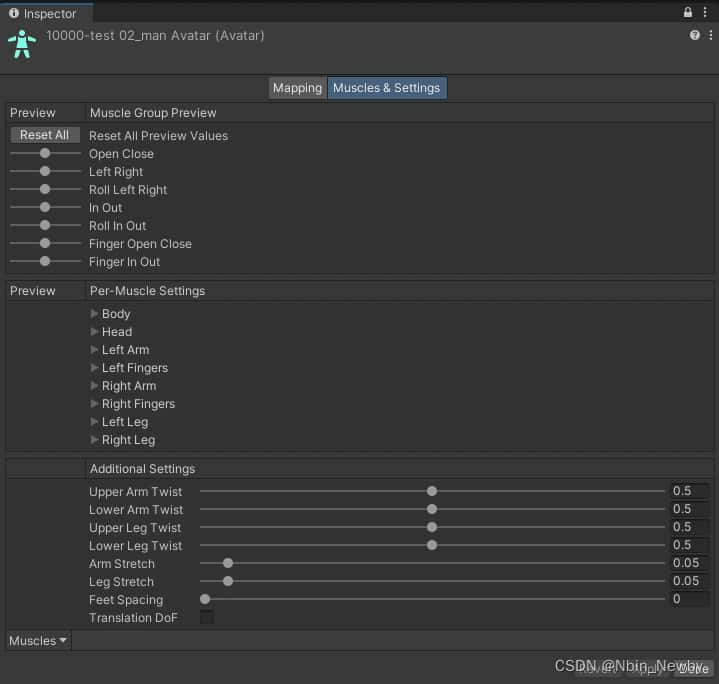 Inspector
10000-test 02_man Avatar (Avatar)
Mapping Muscles & Settings
Preview Muscle Group Preview
Reset All Reset All Preview Values
Open Close
Left Right
Roll Left Right
In Out
Roll In Out
Finger Open Close
Finger In Out
Preview Per-Muscle Settings
Body
Head
Left Arm
Left Fingers
Right Arm
Right Fingers
Left Leg
Right Leg
Additional Settings
Upper Arm Twist 0.5
Lower Arm Twist 0.5
Upper Leg Twist 0.5
Lower Leg Twist 0.5
Arm Stretch 0.05
Leg Stretch 0.05
Feet Spacing 0
Translation DoF
Muscles
Revert Apply Done
CSDN @Nbin_Newby